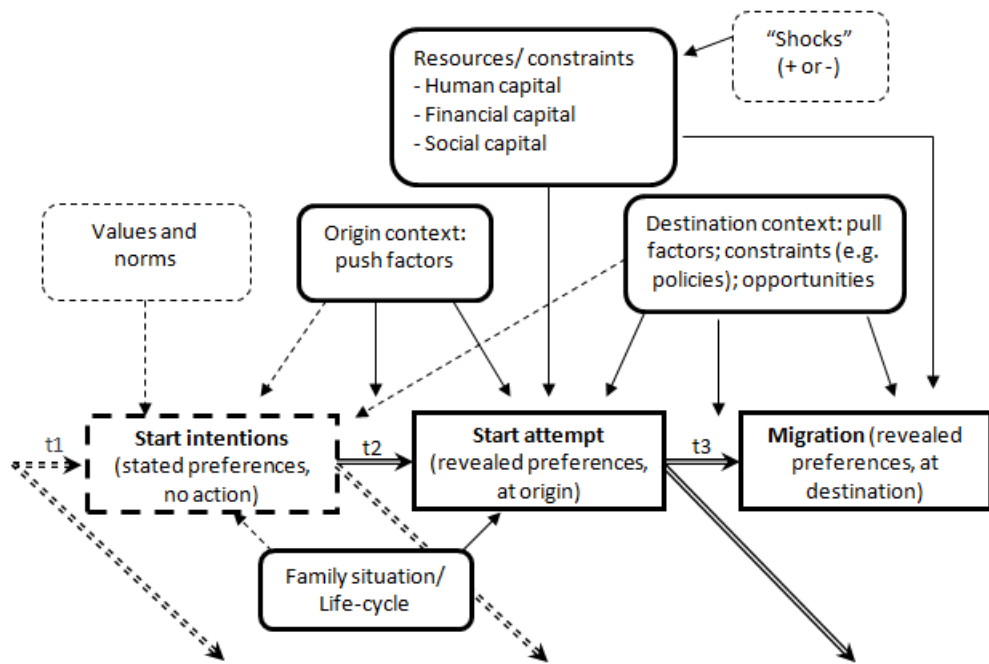 “Shocks”
(+ or -)
Resources/ constraints
- Human capital
- Financial capital
- Social capital
Values and
norms
Origin context:
push factors
Destination context: pull
factors; constraints (e.g.
policies); opportunities
t1
Start intentions
(stated preferences,
no action)
t2
Start attempt
(revealed preferences,
at origin)
t3
Migration (revealed
preferences, at
destination)
Family situation/
Life-cycle